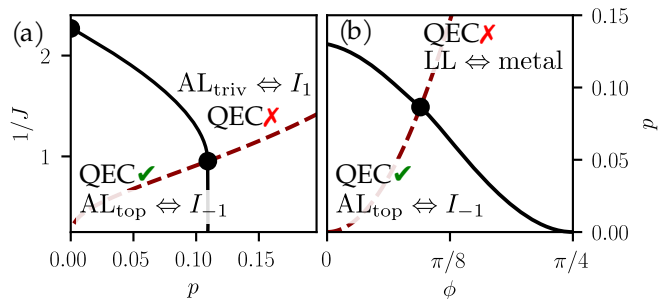 (a)
2
1
1/J
AL_triv ⇔ I_1
QEC✗
QEC✔
AL_top ⇔ I_−1
0.00 0.05 0.10 0.15
p
(b)
QEC✗
LL ⇔ metal
QEC✔
AL_top ⇔ I_−1
0 π/8 π/4
ϕ
0.15
0.10
0.05
0.00
p